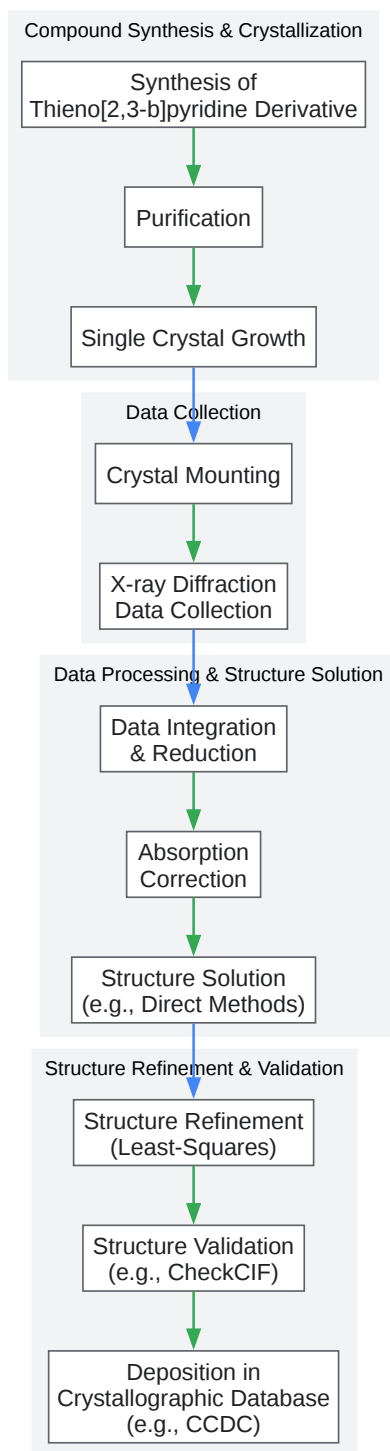 Compound Synthesis & Crystallization
Synthesis of
Thieno[2,3-b]pyridine Derivative
Purification
Single Crystal Growth
Data Collection
Crystal Mounting
X-ray Diffraction
Data Collection
Data Processing & Structure Solution
Data Integration
& Reduction
Absorption
Correction
Structure Solution
(e.g., Direct Methods)
Structure Refinement & Validation
Structure Refinement
(Least-Squares)
Structure Validation
(e.g., CheckCIF)
Deposition in
Crystallographic Database
(e.g., CCDC)